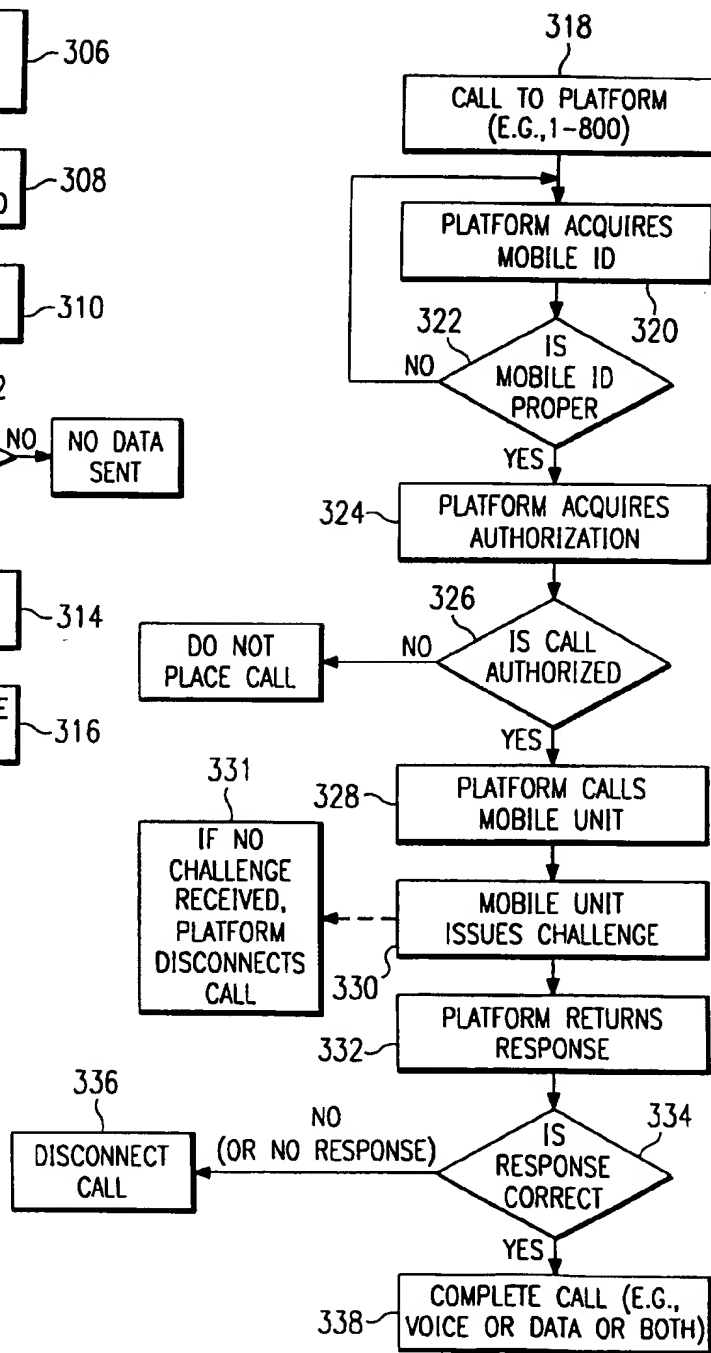 306
308
D
310
2
NO
NO DATA
SENT
314
E
316
318
CALL TO PLATFORM
(E.G.,1-800)
PLATFORM ACQUIRES
MOBILE ID
320
322
IS
MOBILE ID
PROPER
NO
YES
324
PLATFORM ACQUIRES
AUTHORIZATION
326
IS CALL
AUTHORIZED
NO
DO NOT
PLACE CALL
YES
328
PLATFORM CALLS
MOBILE UNIT
331
IF NO
CHALLENGE
RECEIVED,
PLATFORM
DISCONNECTS
CALL
MOBILE UNIT
ISSUES CHALLENGE
330
332
PLATFORM RETURNS
RESPONSE
334
IS
RESPONSE
CORRECT
NO
(OR NO RESPONSE)
336
DISCONNECT
CALL
YES
338
COMPLETE CALL (E.G.,
VOICE OR DATA OR BOTH)